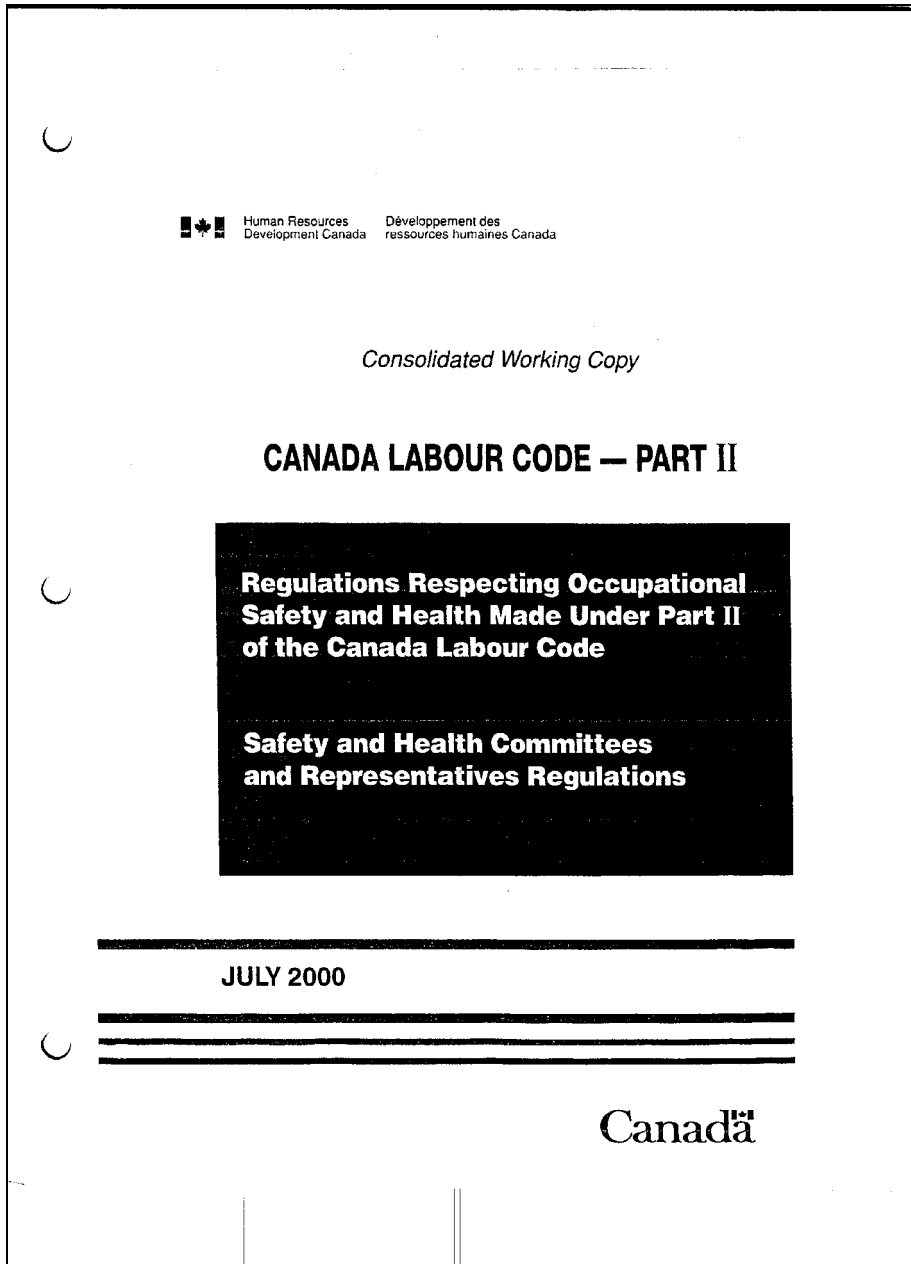 Human Resources
Development Canada
Développement des
ressources humaines Canada
Consolidated Working Copy
CANADA LABOUR CODE — PART II
Regulations Respecting Occupational
Safety and Health Made Under Part II
of the Canada Labour Code
Safety and Health Committees
and Representatives Regulations
JULY 2000
Canada